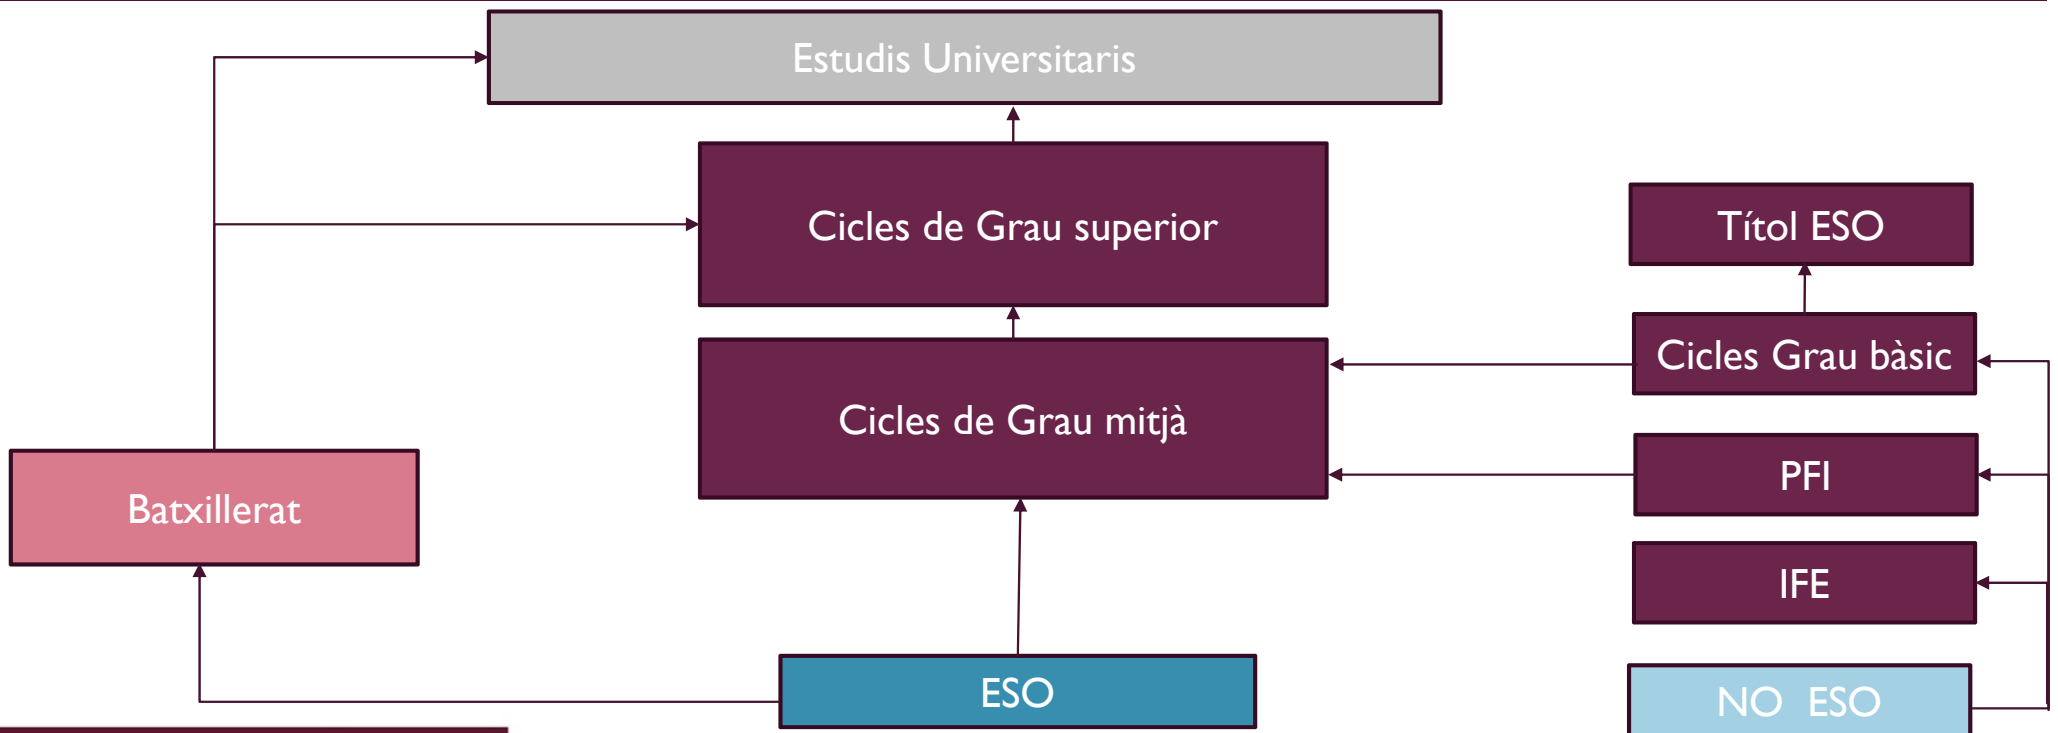 Estudis Universitaris
Cicles de Grau superior
Títol ESO
Cicles Grau bàsic
Cicles de Grau mitjà
PFI
Batxillerat
IFE
ESO
NO ESO